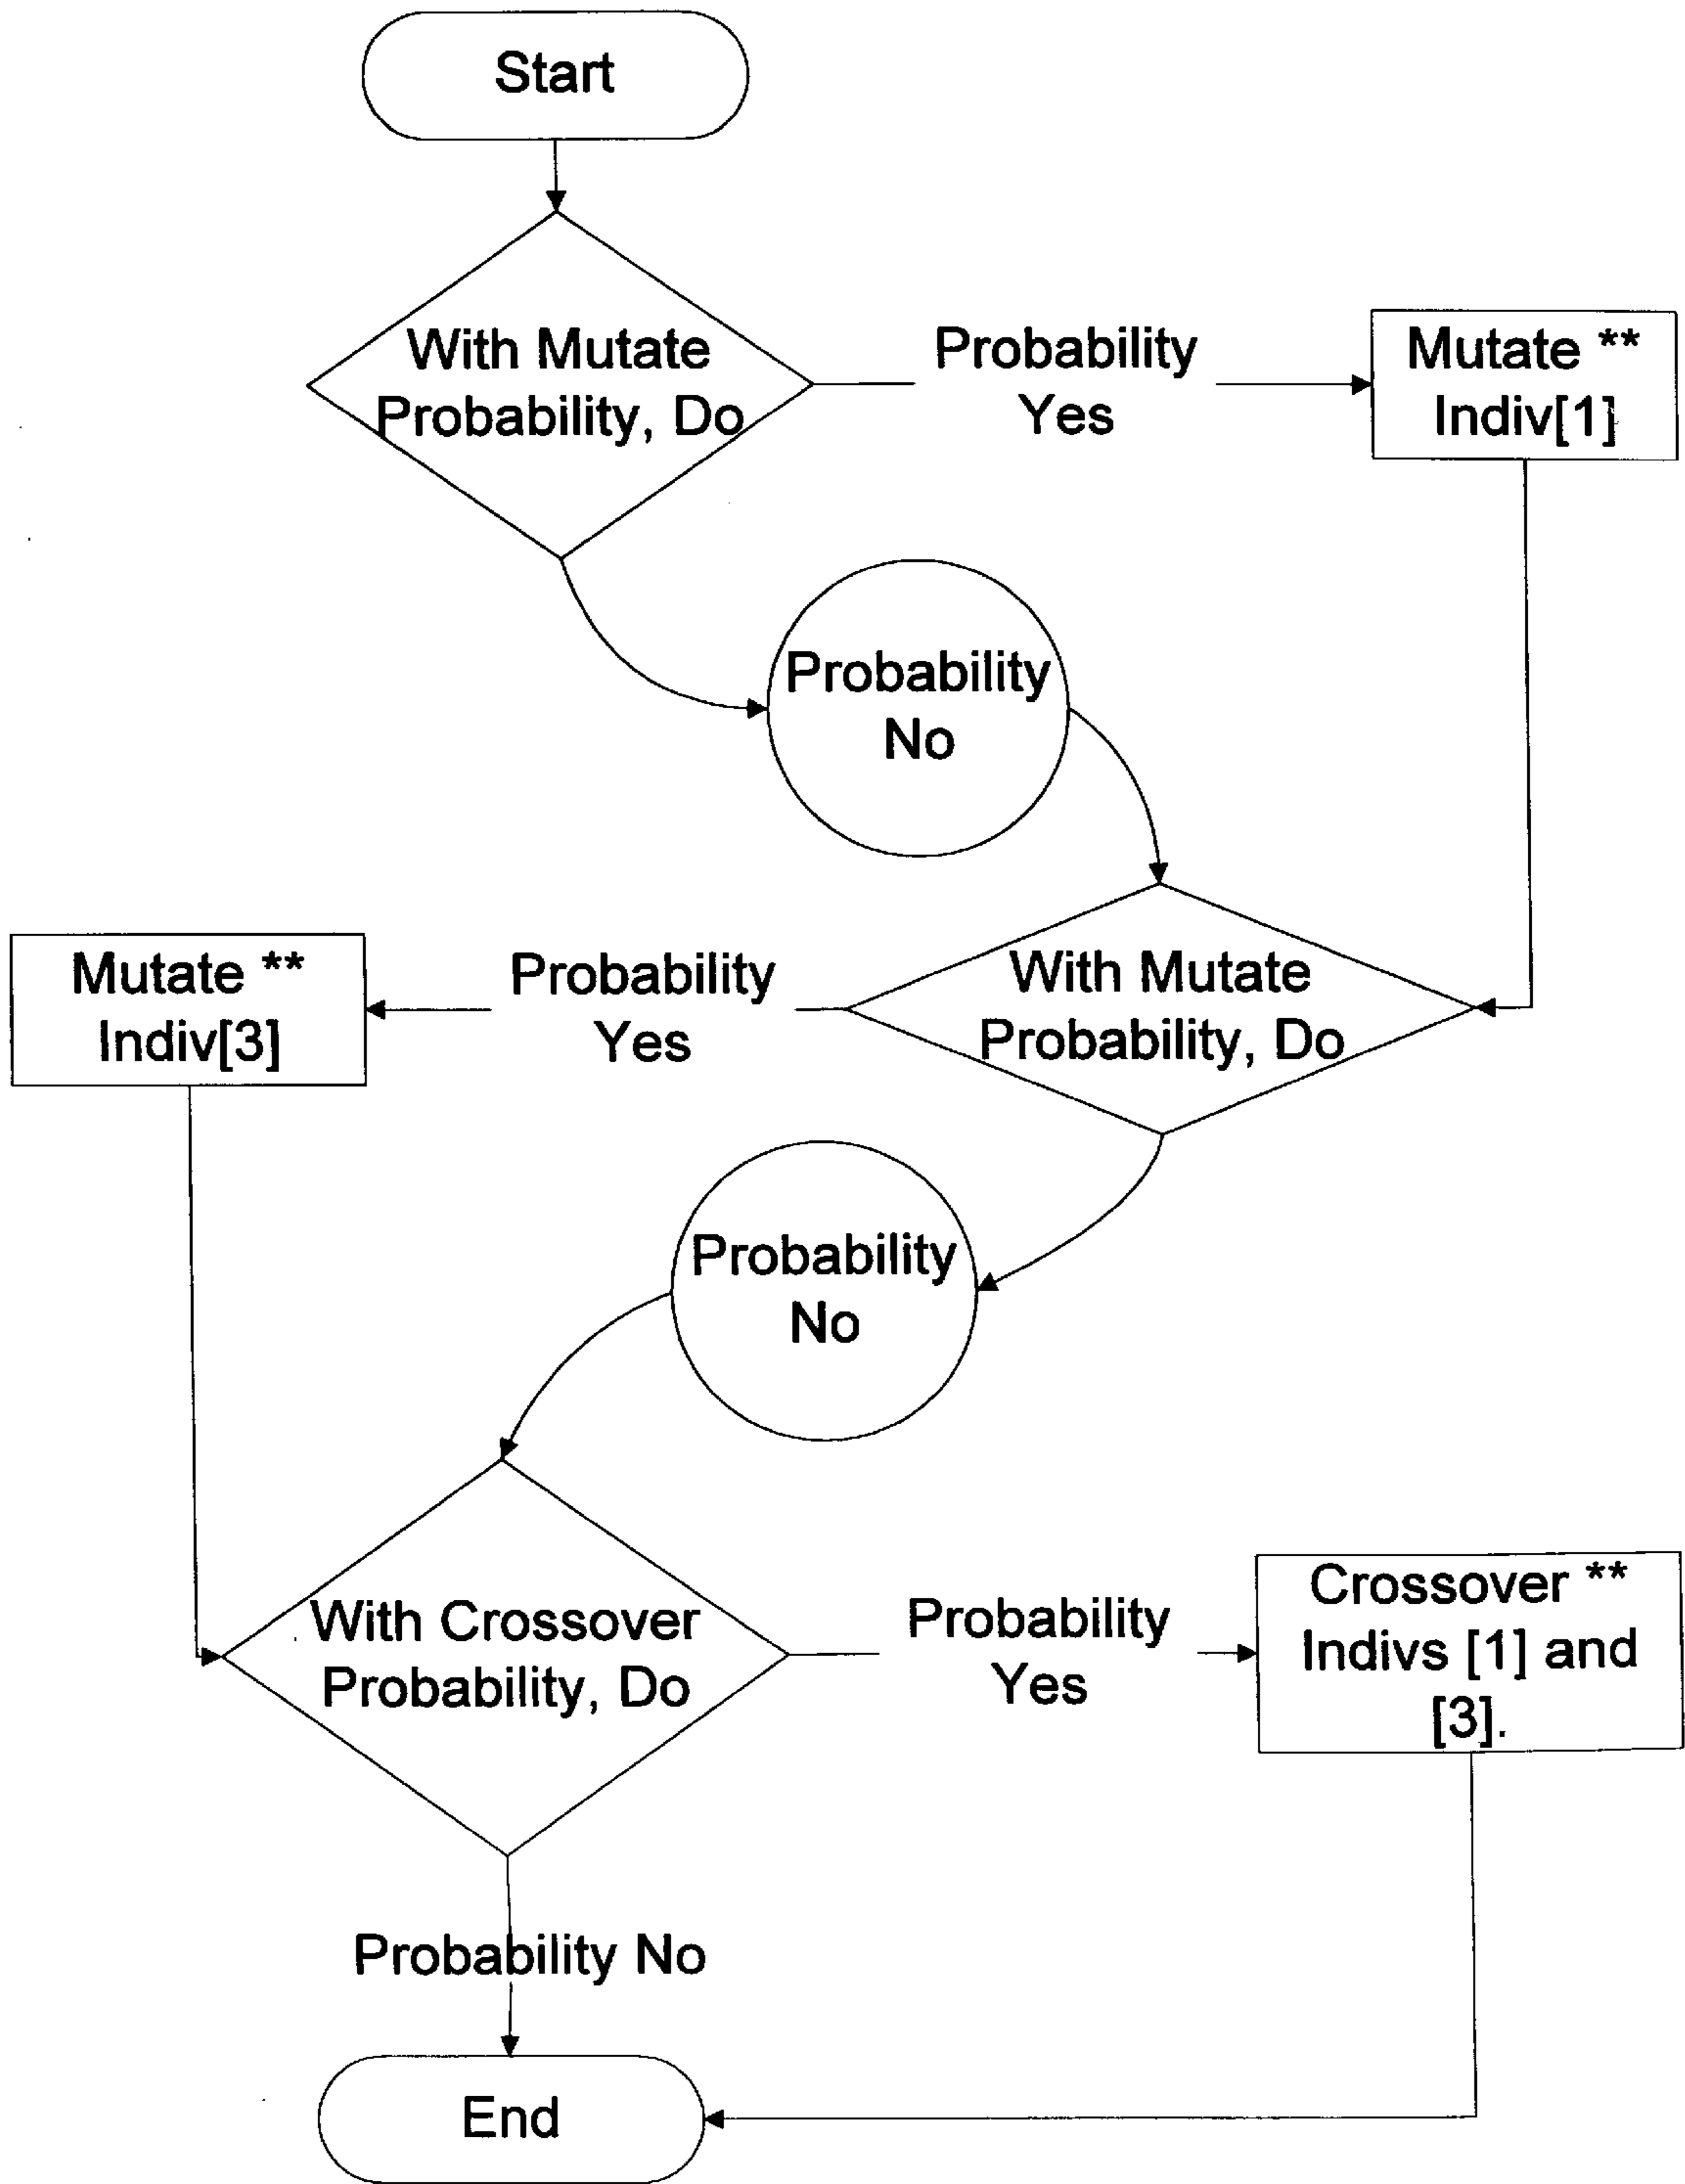 Start
With Mutate
Probability, Do
Probability
Yes
Mutate **
Indiv[1]
Probability
No
Mutate **
Indiv[3]
Probability
Yes
With Mutate
Probability, Do
Probability
No
With Crossover
Probability, Do
Probability
Yes
Crossover **
Indivs [1] and
[3].
Probability No
End